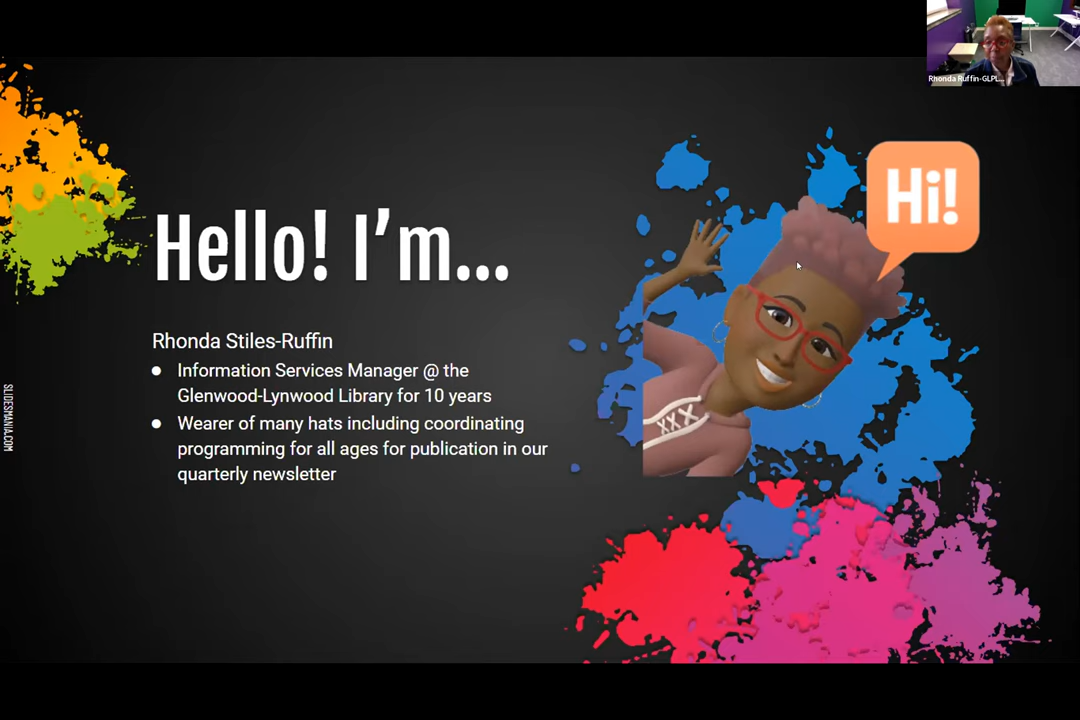 Rhonda Ruffin-GLPL...
Hi!
Hello! I'm...
Rhonda Stiles-Ruffin
● Information Services Manager @ the
Glenwood-Lynwood Library for 10 years
● Wearer of many hats including coordinating
programming for all ages for publication in our
quarterly newsletter
SLIDESMANIA.COM